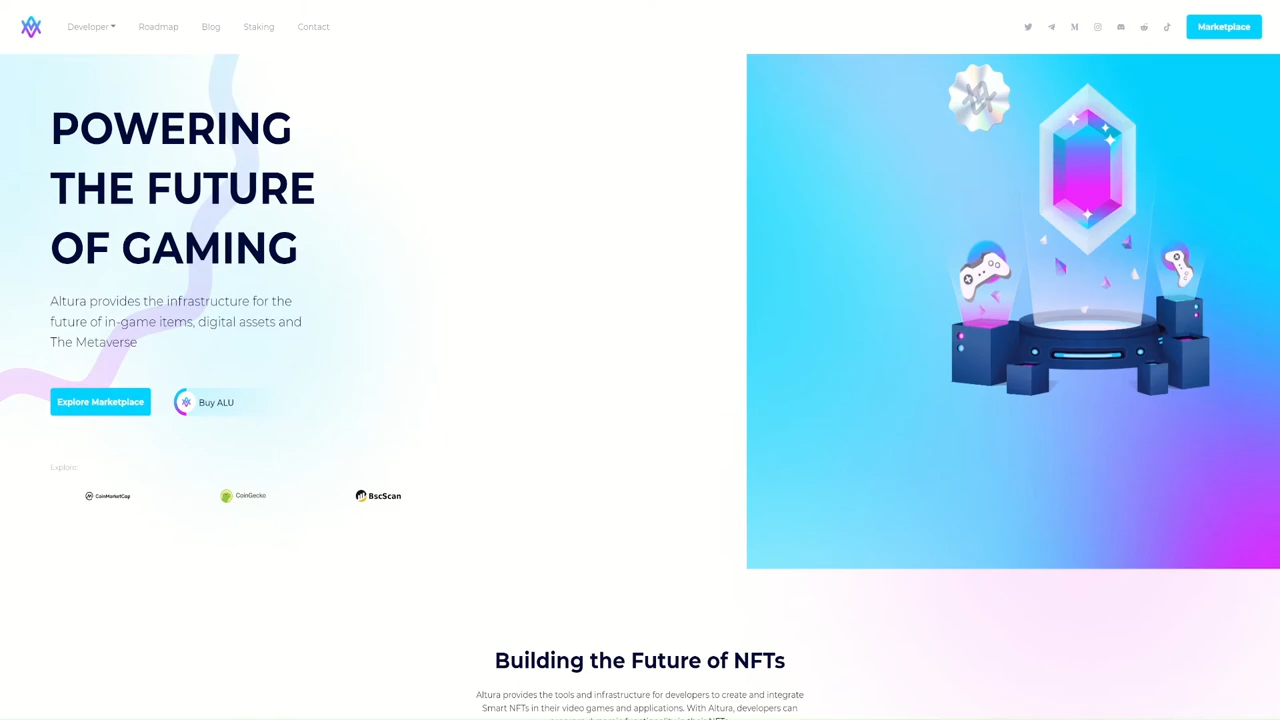 Developer Roadmap Blog Staking Contact Marketplace
POWERING
THE FUTURE
OF GAMING
Altura provides the infrastructure for the
future of in-game items, digital assets and
The Metaverse
Explore Marketplace Buy ALU
Explore:
CoinMarketCap CoinGecko BscScan
Building the Future of NFTs
Altura provides the tools and infrastructure for developers to create and integrate
Smart NFTs in their video games and applications. With Altura, developers can